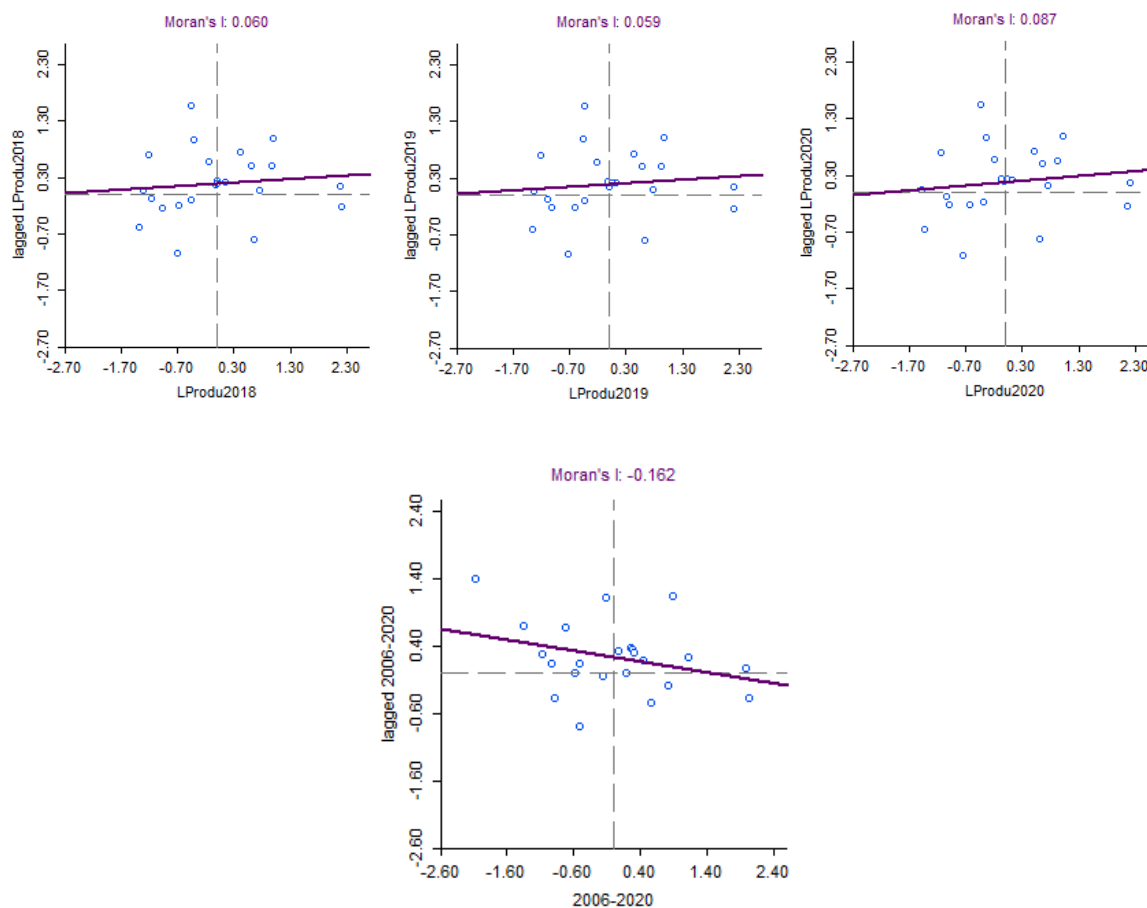 Moran's I: 0.060
lagged LProdu2018
2.30
1.30
0.30
-0.70
-1.70
-2.70
-2.70 -1.70 -0.70 0.30 1.30 2.30
LProdu2018
Moran's I: 0.059
lagged LProdu2019
2.30
1.30
0.30
-0.70
-1.70
-2.70
-2.70 -1.70 -0.70 0.30 1.30 2.30
LProdu2019
Moran's I: 0.087
lagged LProdu2020
2.30
1.30
0.30
-0.70
-1.70
-2.70
-2.70 -1.70 -0.70 0.30 1.30 2.30
LProdu2020
Moran's I: -0.162
lagged 2006-2020
2.40
1.40
0.40
-0.60
-1.60
-2.60
-2.60 -1.60 -0.60 0.40 1.40 2.40
2006-2020